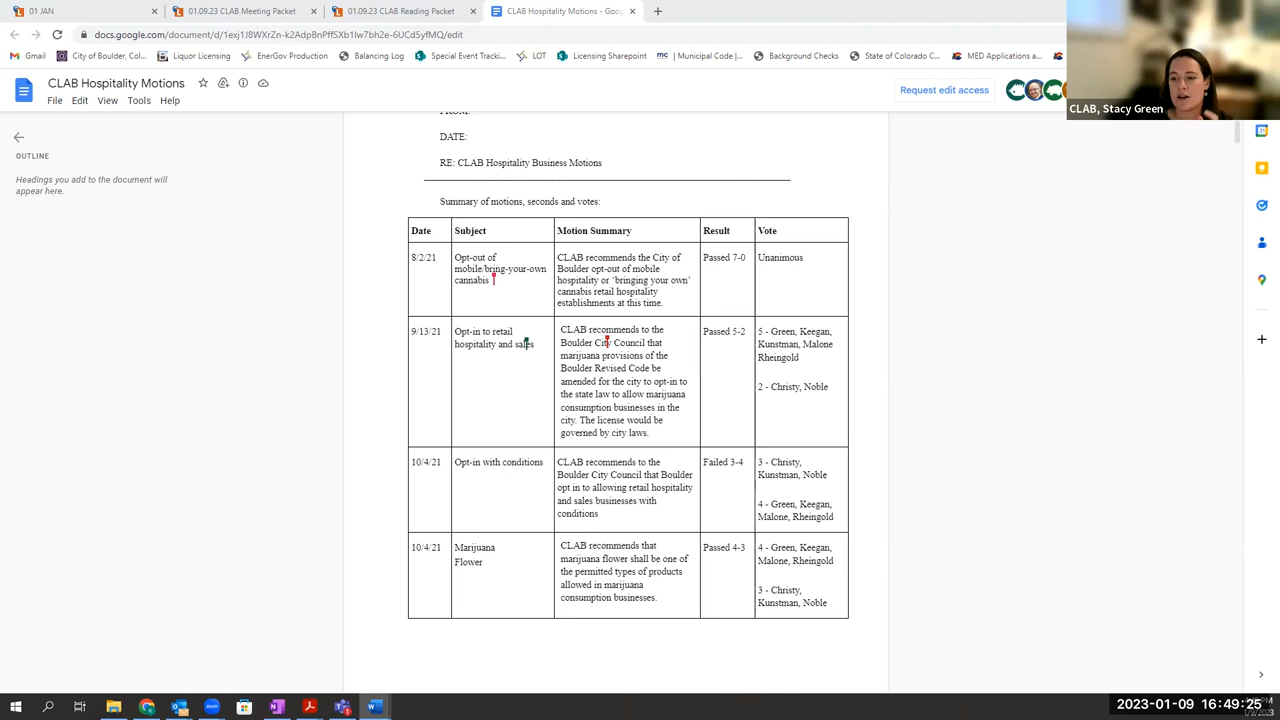 01 JAN
01.09.23 CLAB Meeting Packet
01.09.23 CLAB Reading Packet
CLAB Hospitality Motions - Goo
docs.google.com/document/d/1exj1J8WXrZn-k2AdpBnPffSXb1Iw7bh2e-6UCd5yfMQ/edit
Gmail
City of Boulder, Col...
Liquor Licensing
EnerGov Production
Balancing Log
Special Event Tracki...
LOT
Licensing Sharepoint
mc | Municipal Code |...
Background Checks
State of Colorado C...
MED Applications a...
CLAB, Stacy Green
CLAB Hospitality Motions
File Edit View Tools Help
Request edit access
OUTLINE
Headings you add to the document will
appear here.
FROM:
DATE:
RE: CLAB Hospitality Business Motions
Summary of motions, seconds and votes:
Date Subject Motion Summary Result Vote
8/2/21
Opt-out of
mobile/bring-your-own
cannabis
CLAB recommends the City of
Boulder opt-out of mobile
hospitality or ‘bringing your own’
cannabis retail hospitality
establishments at this time.
Passed 7-0
Unanimous
9/13/21
Opt-in to retail
hospitality and sales
CLAB recommends to the
Boulder City Council that
marijuana provisions of the
Boulder Revised Code be
amended for the city to opt-in to
the state law to allow marijuana
consumption businesses in the
city. The license would be
governed by city laws.
Passed 5-2
5 - Green, Keegan,
Kunstman, Malone
Rheingold
2 - Christy, Noble
10/4/21
Opt-in with conditions
CLAB recommends to the
Boulder City Council that Boulder
opt in to allowing retail hospitality
and sales businesses with
conditions
Failed 3-4
3 - Christy,
Kunstman, Noble
4 - Green, Keegan,
Malone, Rheingold
10/4/21
Marijuana
Flower
CLAB recommends that
marijuana flower shall be one of
the permitted types of products
allowed in marijuana
consumption businesses.
Passed 4-3
4 - Green, Keegan,
Malone, Rheingold
3 - Christy,
Kunstman, Noble
2023-01-09 16:49:25